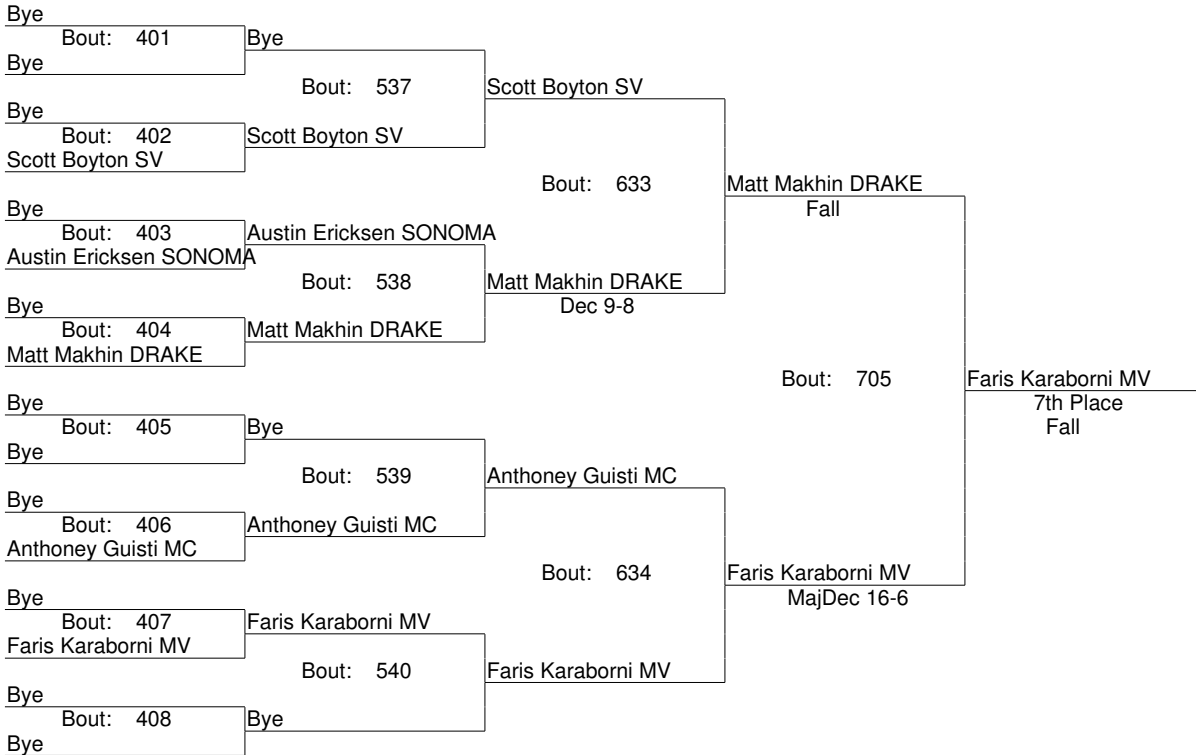 Bye
Bout: 401
Bye
Bye
Bout: 537
Scott Boyton SV
Bye
Bout: 402
Scott Boyton SV
Scott Boyton SV
Bout: 633
Matt Makhin DRAKE
Fall
Bye
Bout: 403
Austin Ericksen SONOMA
Austin Ericksen SONOMA
Bout: 538
Matt Makhin DRAKE
Dec 9-8
Bye
Bout: 404
Matt Makhin DRAKE
Matt Makhin DRAKE
Bout: 705
Faris Karaborni MV
7th Place
Fall
Bye
Bout: 405
Bye
Bye
Bout: 539
Anthoney Guisti MC
Bye
Bout: 406
Anthoney Guisti MC
Anthoney Guisti MC
Bout: 634
Faris Karaborni MV
MajDec 16-6
Bye
Bout: 407
Faris Karaborni MV
Faris Karaborni MV
Bout: 540
Faris Karaborni MV
Bye
Bout: 408
Bye
Bye